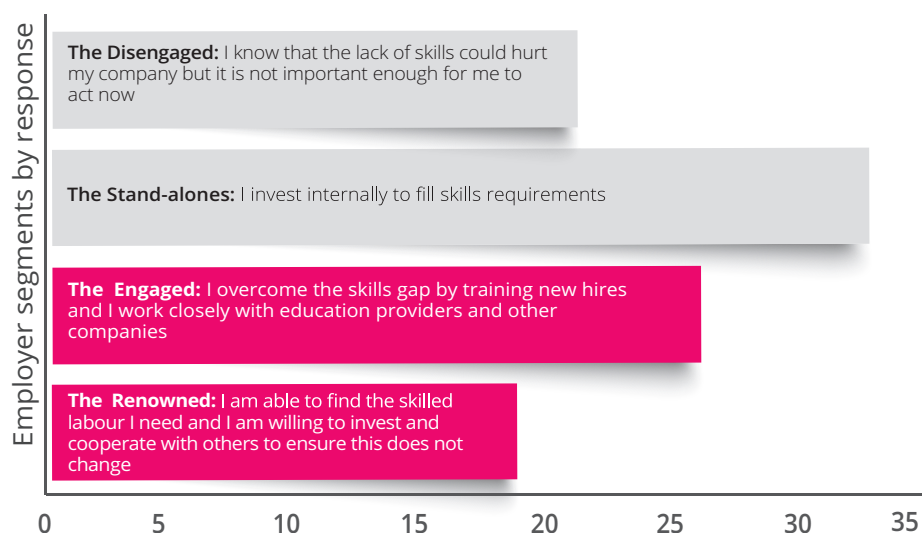 Employer segments by response
The Disengaged: I know that the lack of skills could hurt
my company but it is not important enough for me to
act now
The Stand-alones: I invest internally to fill skills requirements
The Engaged: I overcome the skills gap by training new hires
and I work closely with education providers and other
companies
The Renowned: I am able to find the skilled
labour I need and I am willing to invest and
cooperate with others to ensure this does not
change
0 5 10 15 20 25 30 35